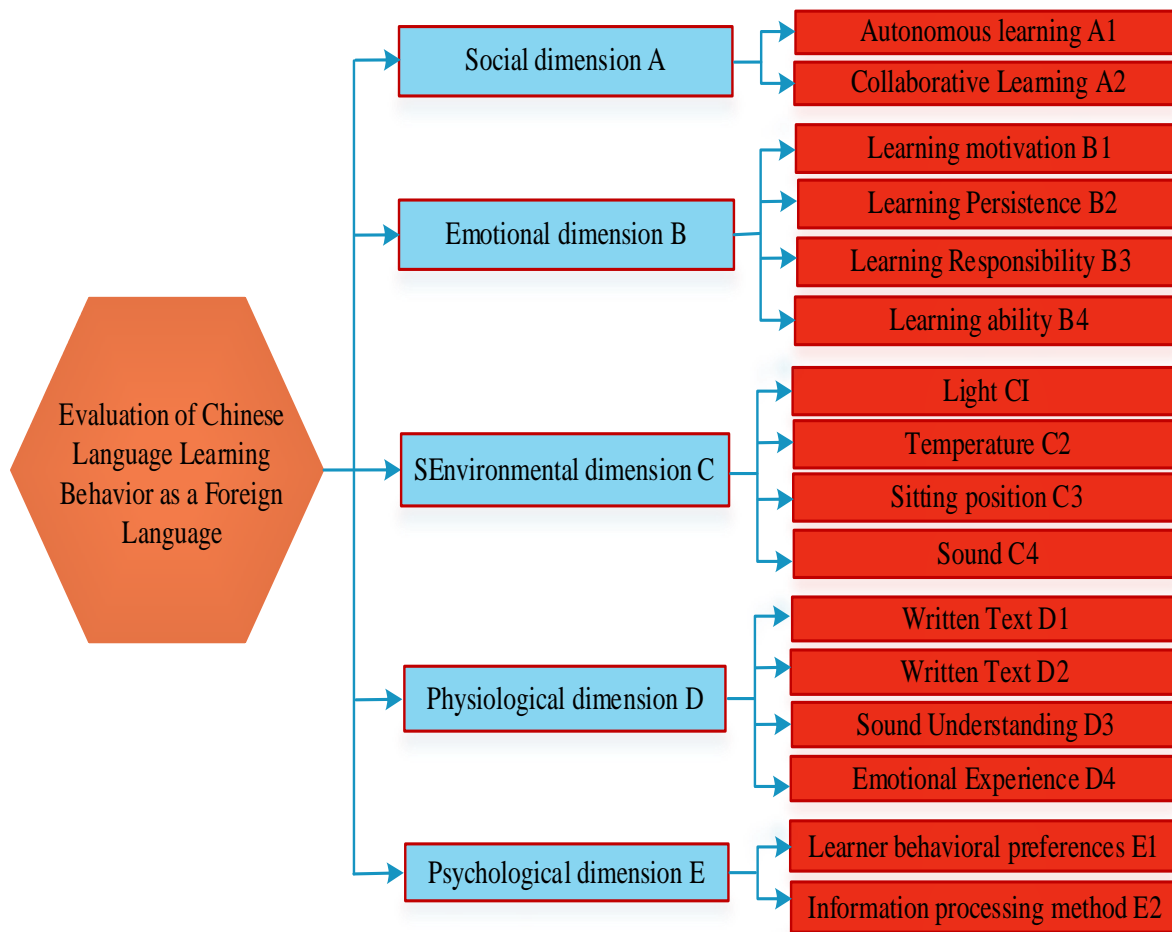 Evaluation of Chinese
Language Learning
Behavior as a Foreign
Language
Social dimension A
Autonomous learning A1
Collaborative Learning A2
Emotional dimension B
Learning motivation B1
Learning Persistence B2
Learning Responsibility B3
Learning ability B4
SEnvironmental dimension C
Light CI
Temperature C2
Sitting position C3
Sound C4
Physiological dimension D
Written Text D1
Written Text D2
Sound Understanding D3
Emotional Experience D4
Psychological dimension E
Learner behavioral preferences E1
Information processing method E2